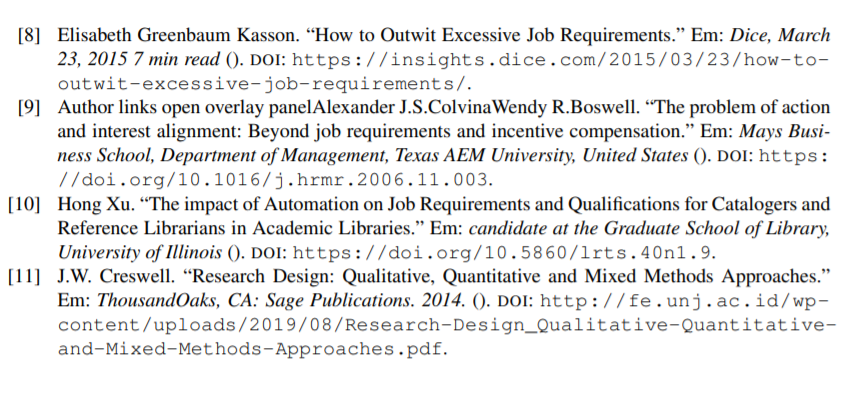 [8] Elisabeth Greenbaum Kasson. “How to Outwit Excessive Job Requirements.” Em: Dice, March
23, 2015 7 min read (). DOI: https://insights.dice.com/2015/03/23/how-to-
outwit-excessive-job-requirements/.
[9] Author links open overlay panelAlexander J.S.ColvinaWendy R.Boswell. “The problem of action
and interest alignment: Beyond job requirements and incentive compensation.” Em: Mays Busi-
ness School, Department of Management, Texas AEM University, United States (). DOI: https:
//doi.org/10.1016/j.hrmr.2006.11.003.
[10] Hong Xu. “The impact of Automation on Job Requirements and Qualifications for Catalogers and
Reference Librarians in Academic Libraries.” Em: candidate at the Graduate School of Library,
University of Illinois (). DOI: https://doi.org/10.5860/lrts.40n1.9.
[11] J.W. Creswell. “Research Design: Qualitative, Quantitative and Mixed Methods Approaches.”
Em: ThousandOaks, CA: Sage Publications. 2014. (). DOI: http://fe.unj.ac.id/wp-
content/uploads/2019/08/Research-Design_Qualitative-Quantitative-
and-Mixed-Methods-Approaches.pdf.